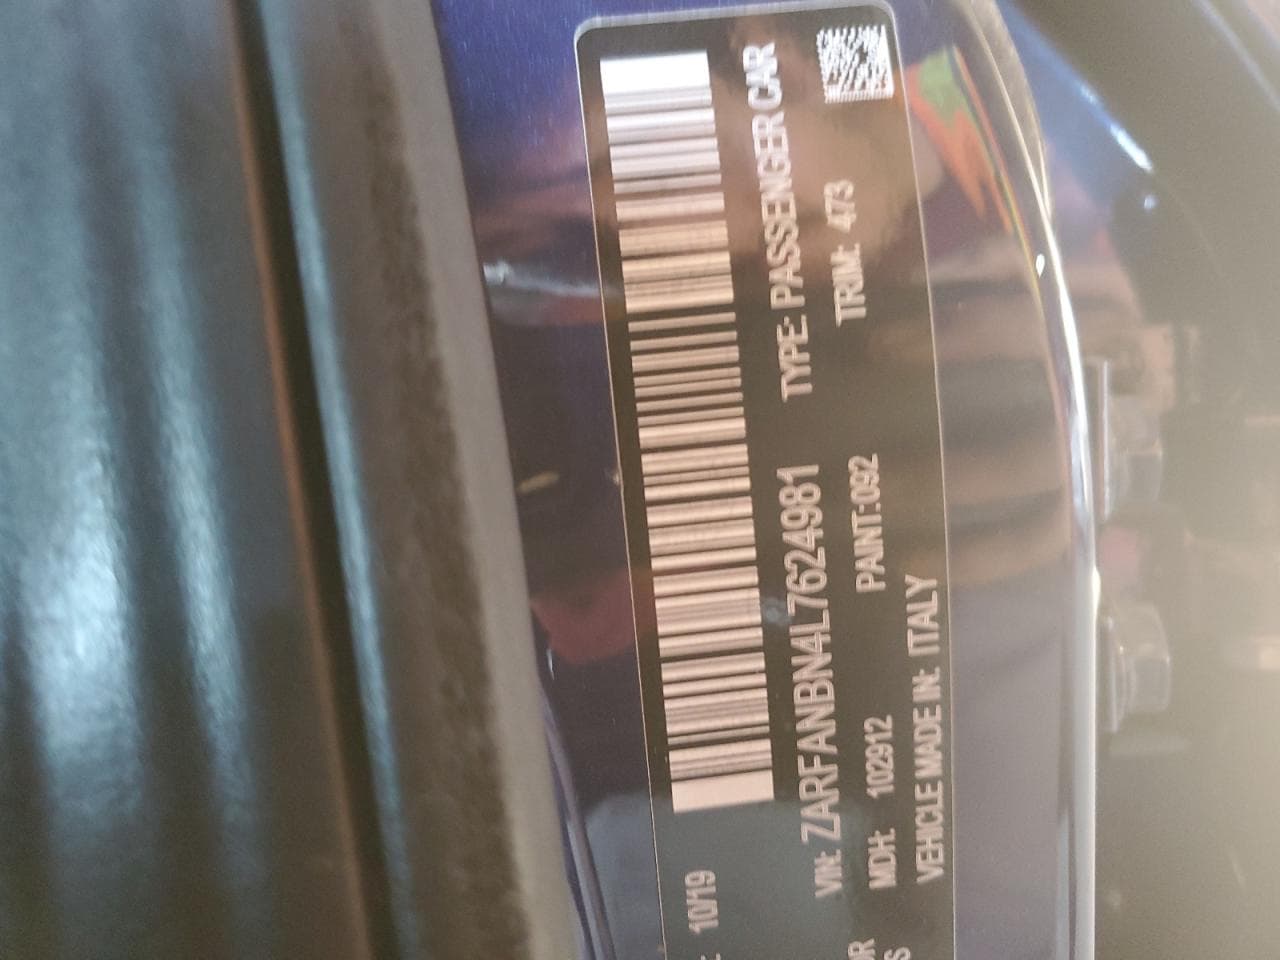 10/19
VIN: ZARFANBN4L7624981 TYPE: PASSENGER CAR
MDH: 102912 PAINT:092 TRIM: 473
VEHICLE MADE IN: ITALY